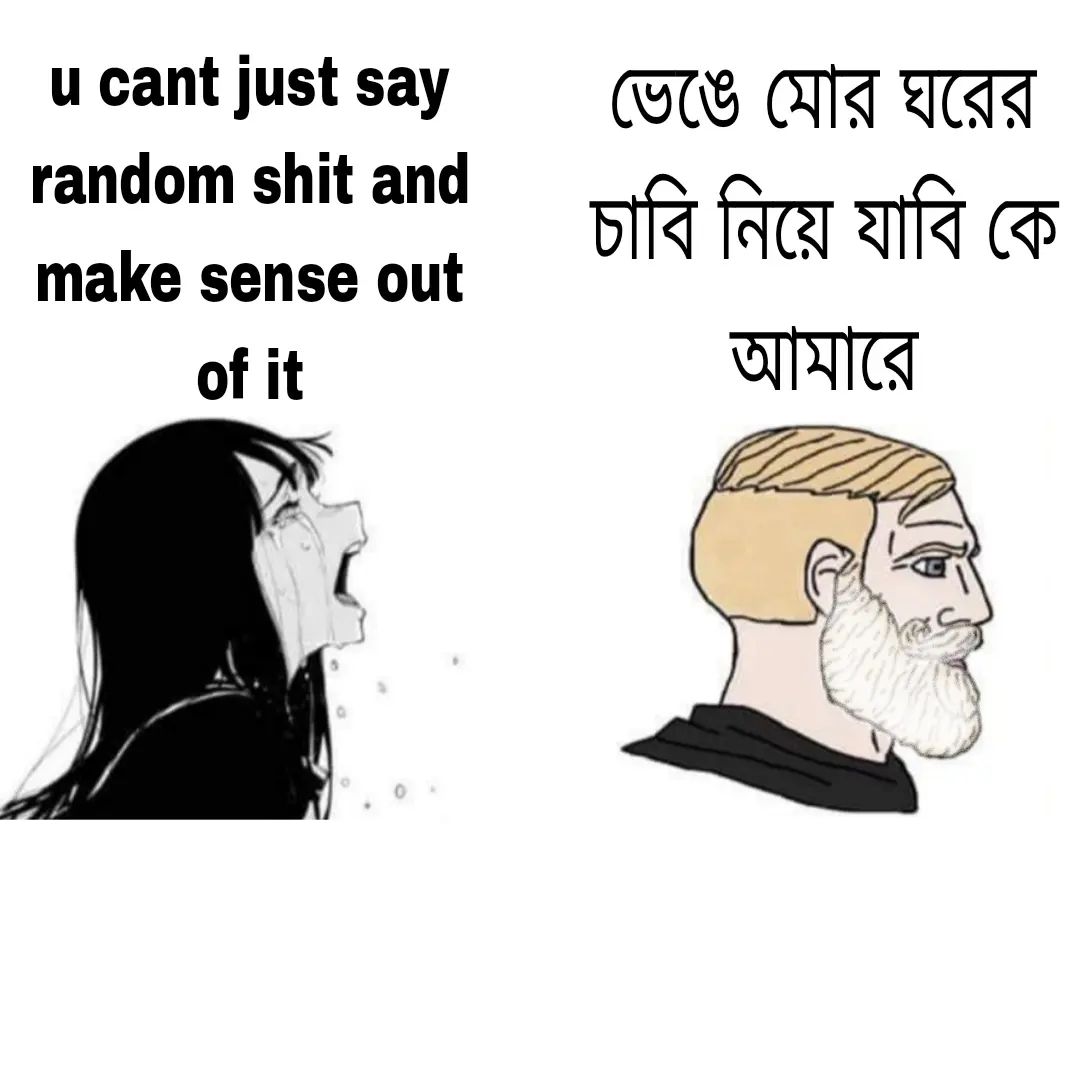 u cant just say
random shit and
make sense out
of it
ভেঙে মোর ঘরের
চাবি নিয়ে যাবি কে
আমারে